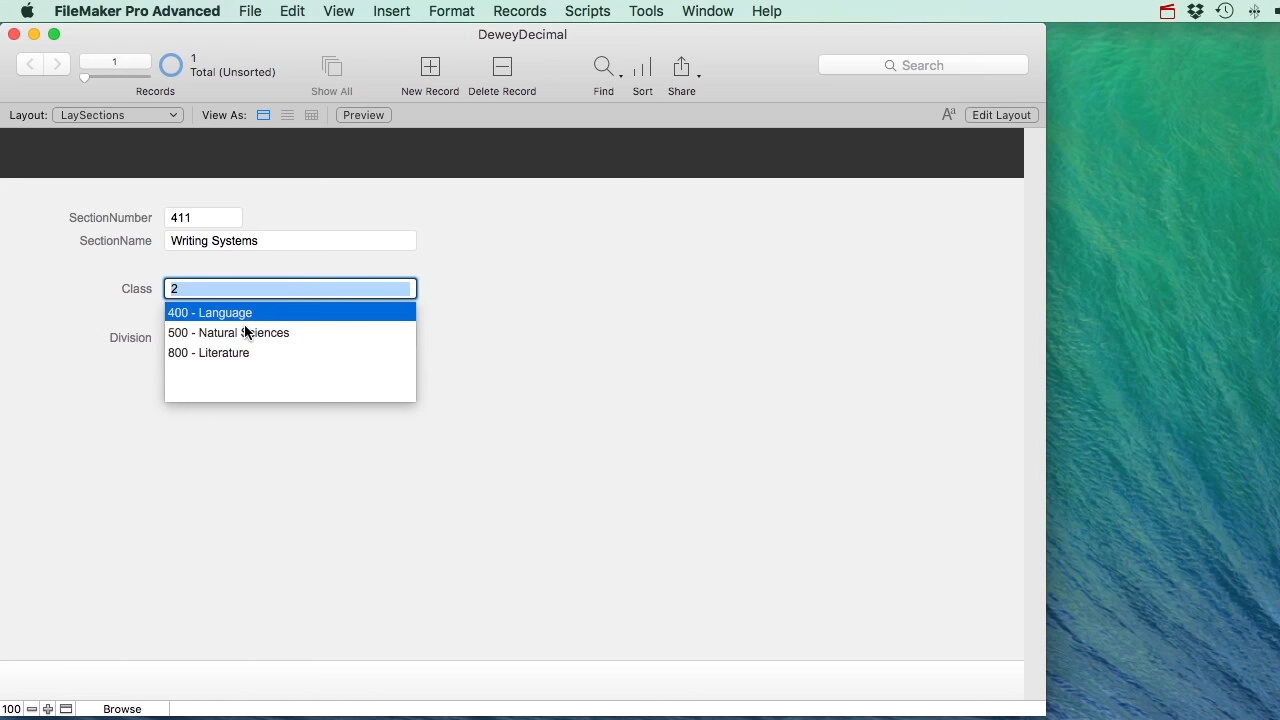 FileMaker Pro Advanced File Edit View Insert Format Records Scripts Tools Window Help
DeweyDecimal
1
1
Total (Unsorted)
Search
Records
Show All
New Record
Delete Record
Find
Sort
Share
Layout: LaySections View As: Preview Aa Edit Layout
SectionNumber 411
SectionName Writing Systems
Class 2
400 - Language
500 - Natural Sciences
Division
800 - Literature
100 Browse